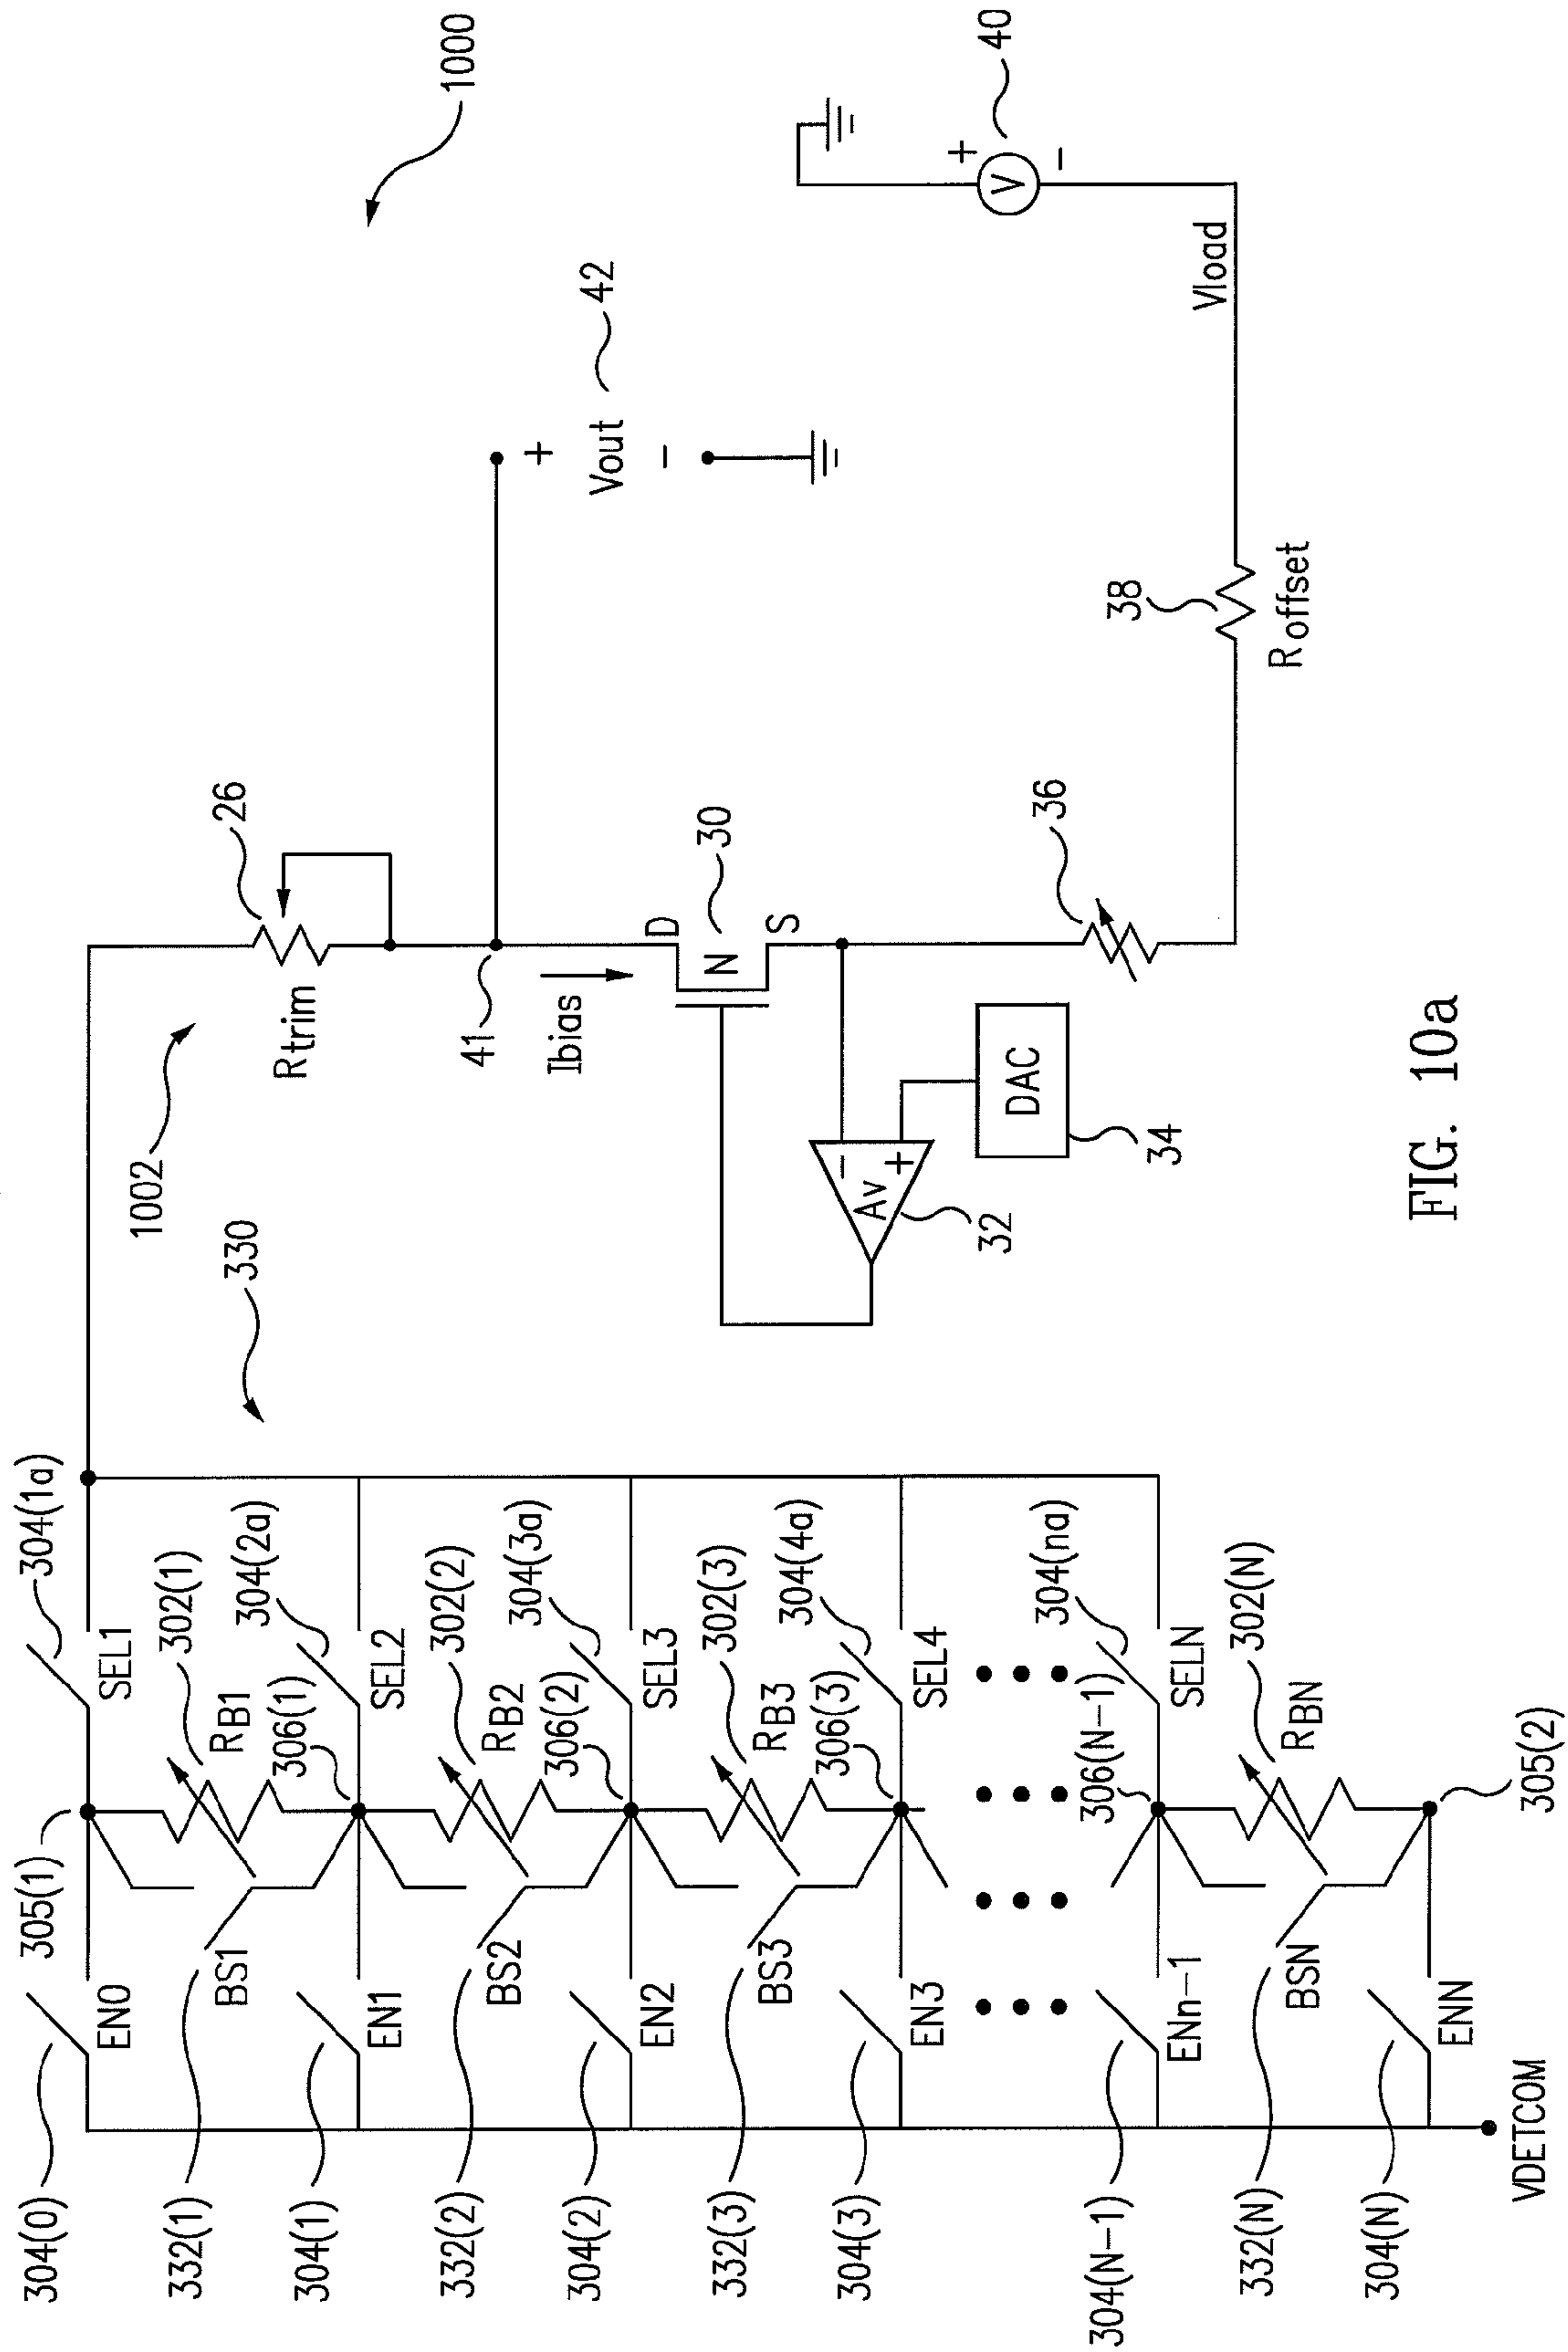 304(0)
304(1a)
305(1)
EN0
SEL1
332(1)
BS1
302(1)
RB1
304(1)
EN1
306(1)
304(2a)
SEL2
332(2)
BS2
302(2)
RB2
304(2)
EN2
306(2)
304(3a)
SEL3
332(3)
BS3
302(3)
RB3
304(3)
EN3
306(3)
304(4a)
SEL4
304(N-1)
ENn-1
306(N-1)
304(na)
SELN
332(N)
BSN
302(N)
RBN
304(N)
ENN
305(2)
VDETCOM
330
1002
26
Rtrim
41
Ibias
D
N
S
30
Av
-
+
32
DAC
34
36
38
Roffset
+
Vout
-
42
1000
+
V
-
40
Vload
FIG. 10a